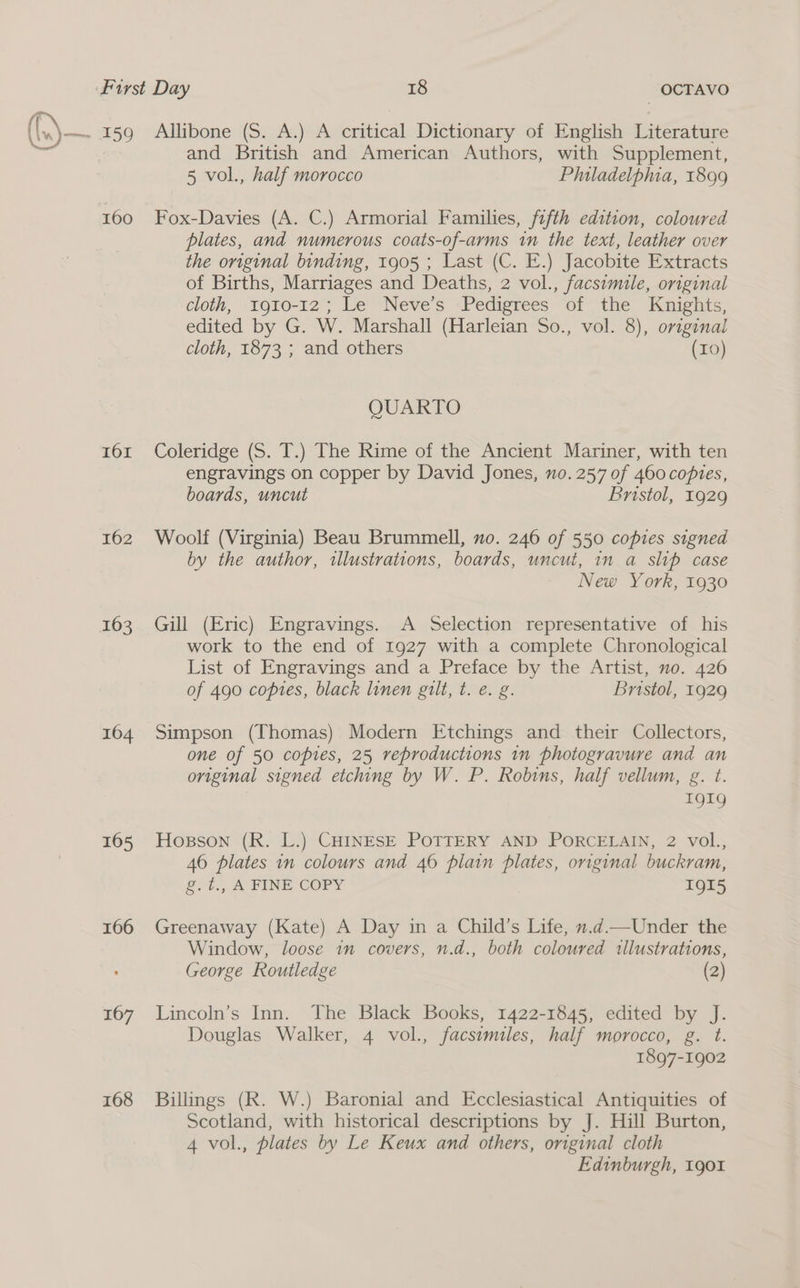 First Day 18 OCTAVO
159 Allibone (S. A.) A critical Dictionary of English Literature
and British and American Authors, with Supplement,
5 vol., half morocco Philadelphia, 1899
160 Fox-Davies (A. C.) Armorial Families, fifth edition, coloured
plates, and numerous coats-of-arms in the text, leather over
the original binding, 1905 ; Last (C. E.) Jacobite Extracts
of Births, Marriages and Deaths, 2 vol., facsimile, original
cloth, 1910-12 ; Le Neve's Pedigrees of the Knights,
edited by G. W. Marshall (Harleian So., vol. 8), original
cloth, 1873 ; and others (10)
QUARTO
161 Coleridge (S. T.) The Rime of the Ancient Mariner, with ten
engravings on copper by David Jones, no. 257 of 460 copies,
boards, uncut Bristol, 1929
162 Woolf (Virginia) Beau Brummell, no. 246 of 550 copies signed
by the author, illustrations, boards, uncut, in a slip case
New York, 1930
163 Gill (Eric) Engravings. A Selection representative of his
work to the end of 1927 with a complete Chronological
List of Engravings and a Preface by the Artist, no. 426
of 490 copies, black linen gilt, t. e. g. Bristol, 1929
164 Simpson (Thomas) Modern Etchings and their Collectors,
one of 50 copies, 25 reproductions in photogravure and an
original signed etching by W. P. Robins, half vellum, g. t.
1919
165 Hobson (R. L.) Chinese Pottery and Porcelain, 2 vol.,
46 plates in colours and 46 plain plates, original buckram,
g. t., A FINE COPY 1915
166 Greenaway (Kate) A Day in a Child's Life, n.d.—Under the
Window, loose in covers, n.d., both coloured illustrations,
George Routledge (2)
167 Lincoln's Inn. The Black Books, 1422-1845, edited by J.
Douglas Walker, 4 vol., facsimiles, half morocco, g. t.
1897-1902
168 Billings (R. W.) Baronial and Ecclesiastical Antiquities of
Scotland, with historical descriptions by J. Hill Burton,
4 vol., plates by Le Keux and others, original cloth
Edinburgh, 1901